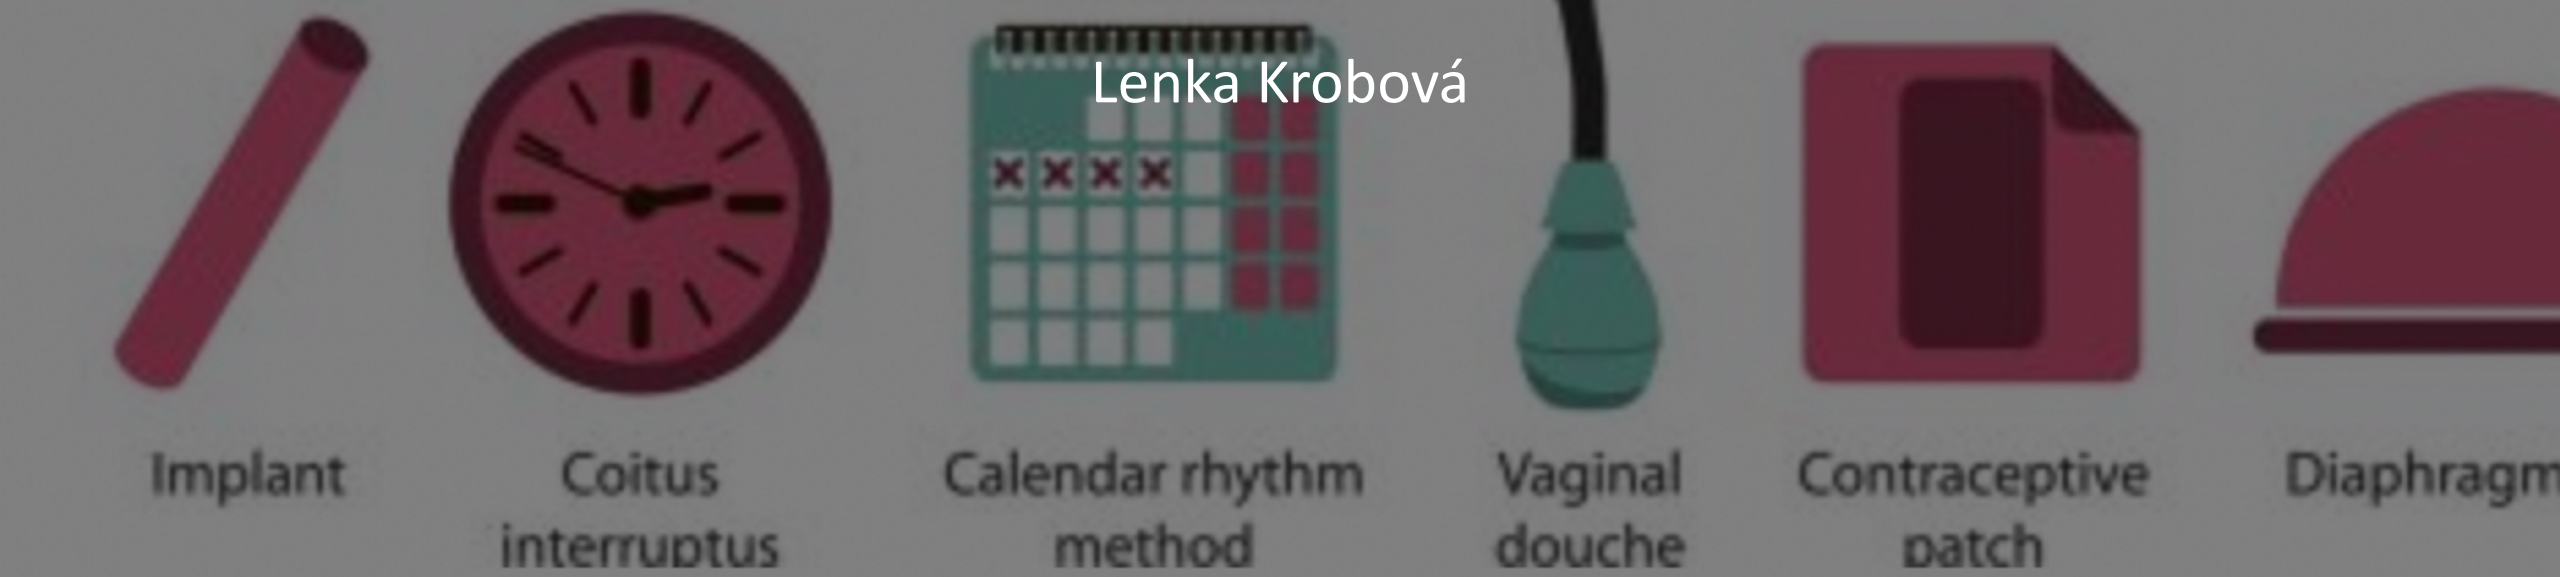 Lenka Krobová
Implant
Coitus
interruptus
Calendar rhythm
method
Vaginal
douche
Contraceptive
patch
Diaphragm